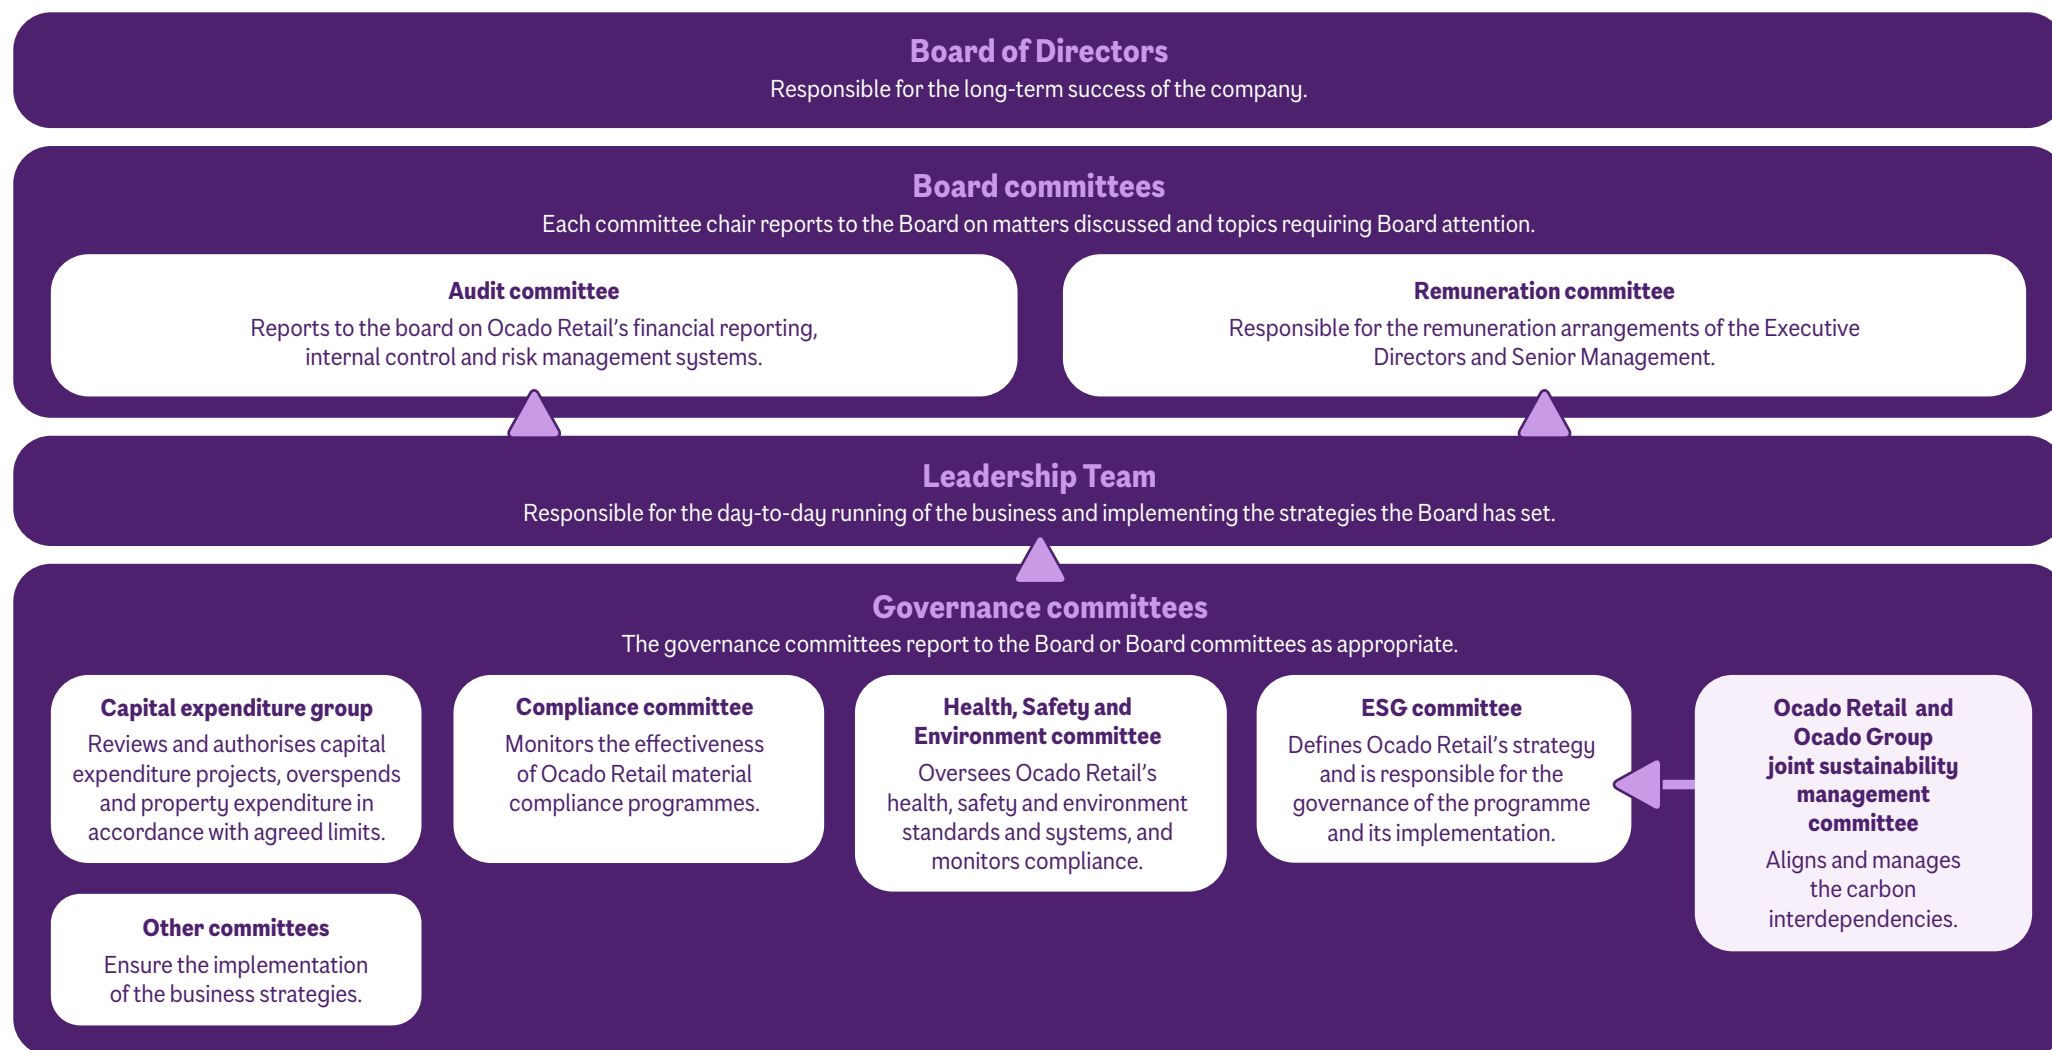 Board of Directors
Responsible for the long-term success of the company.
Board committees
Each committee chair reports to the Board on matters discussed and topics requiring Board attention.
Audit committee
Reports to the board on Ocado Retail's financial reporting,
internal control and risk management systems.
Remuneration committee
Responsible for the remuneration arrangements of the Executive
Directors and Senior Management.
Leadership Team
Responsible for the day-to-day running of the business and implementing the strategies the Board has set.
Governance committees
The governance committees report to the Board or Board committees as appropriate.
Capital expenditure group
Reviews and authorises capital
expenditure projects, overspends
and property expenditure in
accordance with agreed limits.
Compliance committee
Monitors the effectiveness
of Ocado Retail material
compliance programmes.
Health, Safety and
Environment committee
Oversees Ocado Retail's
health, safety and environment
standards and systems, and
monitors compliance.
ESG committee
Defines Ocado Retail's strategy
and is responsible for the
governance of the programme
and its implementation.
Ocado Retail and
Ocado Group
joint sustainability
management
committee
Aligns and manages
the carbon
interdependencies.
Other committees
Ensure the implementation
of the business strategies.